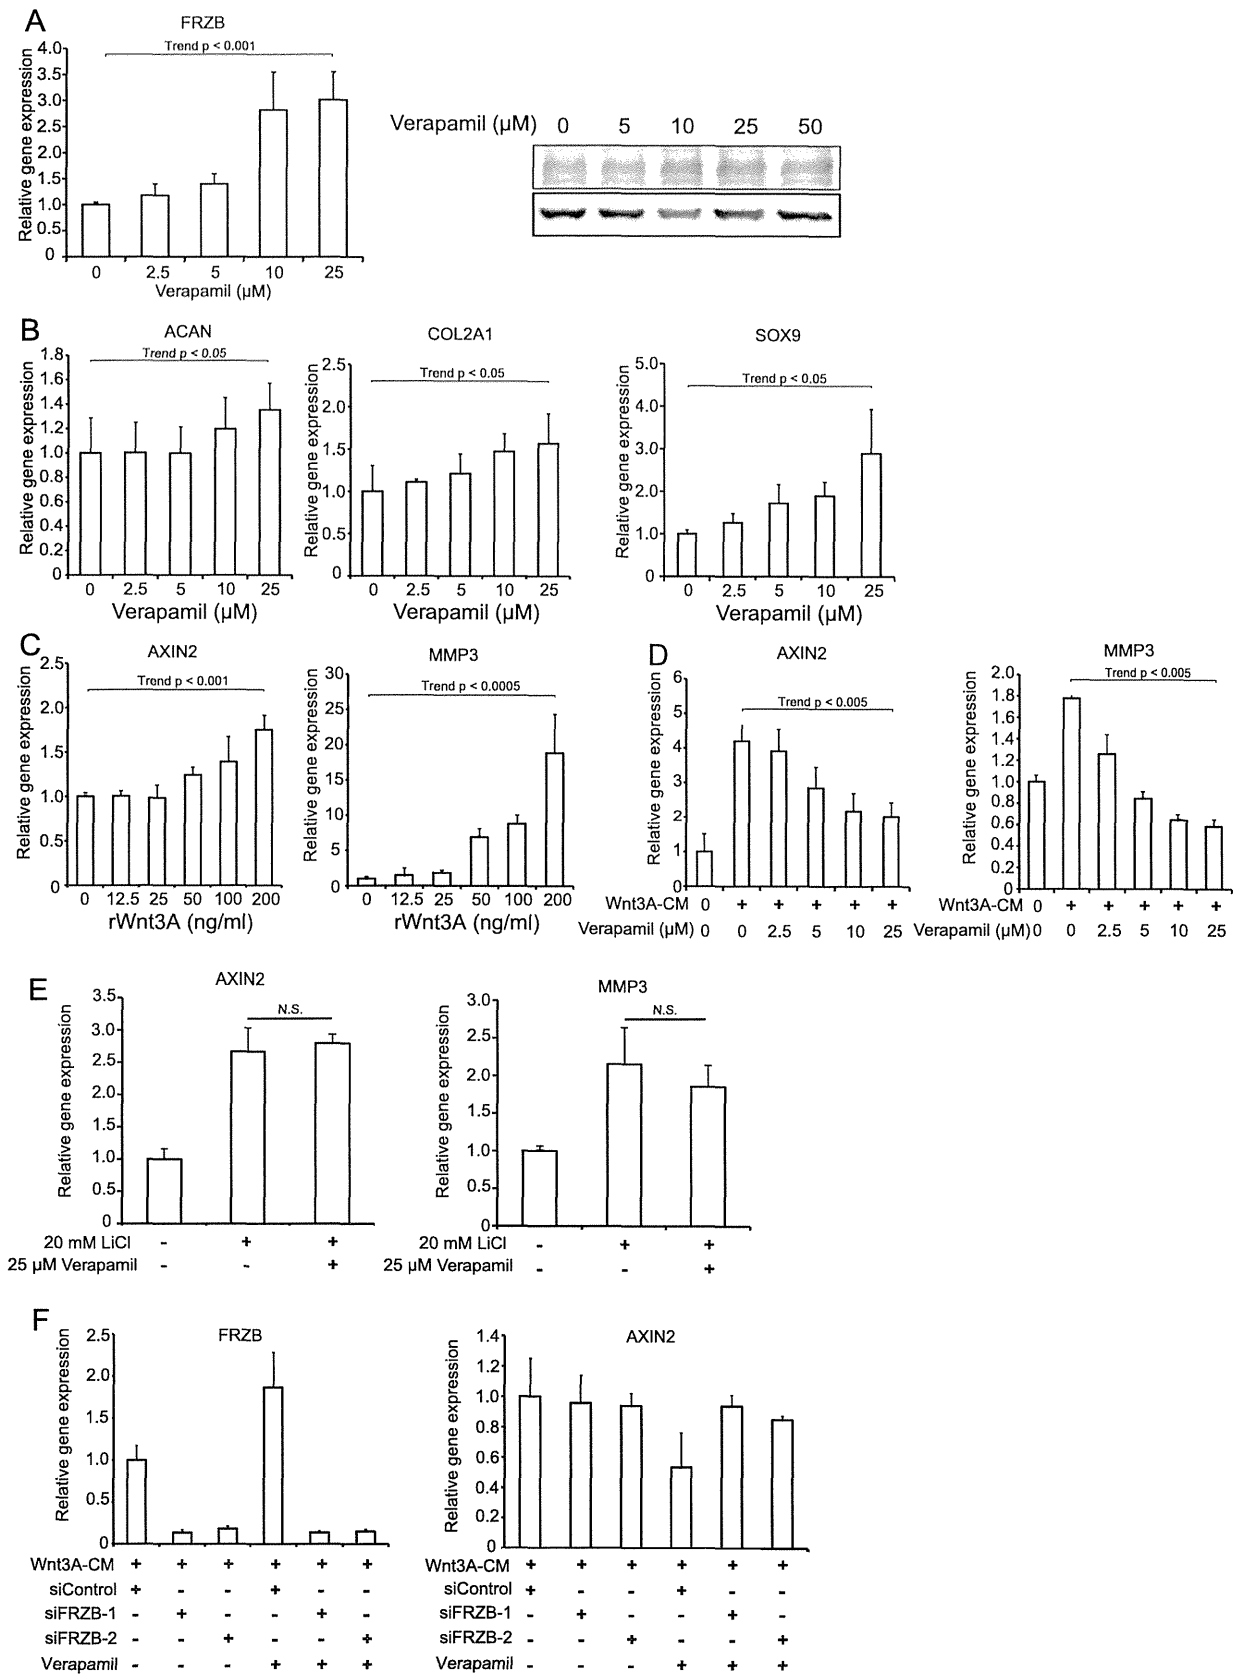 A
FRZB
Trend p < 0.001
Relative gene expression
4.0
3.5
3.0
2.5
2.0
1.5
1.0
0.5
0
0 2.5 5 10 25
Verapamil (µM)
Verapamil (µM) 0 5 10 25 50
B
ACAN
Trend p < 0.05
Relative gene expression
1.8
1.6
1.4
1.2
1.0
0.8
0.6
0.4
0.2
0
0 2.5 5 10 25
Verapamil (µM)
COL2A1
Trend p < 0.05
Relative gene expression
2.5
2.0
1.5
1.0
0.5
0
0 2.5 5 10 25
Verapamil (µM)
SOX9
Trend p < 0.05
Relative gene expression
5.0
4.0
3.0
2.0
1.0
0
0 2.5 5 10 25
Verapamil (µM)
C
AXIN2
Trend p < 0.001
Relative gene expression
2.5
2.0
1.5
1.0
0.5
0
0 12.5 25 50 100 200
rWnt3A (ng/ml)
MMP3
Trend p < 0.0005
Relative gene expression
30
25
20
15
10
5
0
0 12.5 25 50 100 200
rWnt3A (ng/ml)
D
AXIN2
Trend p < 0.005
Relative gene expression
6
5
4
3
2
1
0
Wnt3A-CM 0 + + + + +
Verapamil (µM) 0 0 2.5 5 10 25
MMP3
Trend p < 0.005
Relative gene expression
2.0
1.8
1.6
1.4
1.2
1.0
0.8
0.6
0.4
0.2
0
Wnt3A-CM 0 + + + + +
Verapamil (µM) 0 0 2.5 5 10 25
E
AXIN2
N.S.
Relative gene expression
3.5
3.0
2.5
2.0
1.5
1.0
0.5
0
20 mM LiCl - + +
25 µM Verapamil - - +
MMP3
N.S.
Relative gene expression
3.0
2.5
2.0
1.5
1.0
0.5
0
20 mM LiCl - + +
25 µM Verapamil - - +
F
FRZB
Relative gene expression
2.5
2.0
1.5
1.0
0.5
0
Wnt3A-CM + + + + + +
siControl + - - + - -
siFRZB-1 - + - - + -
siFRZB-2 - - + - - +
Verapamil - - - + + +
AXIN2
Relative gene expression
1.4
1.2
1.0
0.8
0.6
0.4
0.2
0
Wnt3A-CM + + + + + +
siControl + - - + - -
siFRZB-1 - + - - + -
siFRZB-2 - - + - - +
Verapamil - - - + + +